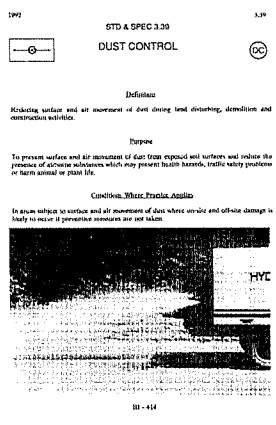 1992 3.39
STD & SPEC 3.39
DUST CONTROL
DC
Definition
Reducing surface and air movement of dust during land disturbing, demolition and
construction activities.
Purpose
To prevent surface and air movement of dust from exposed soil surfaces and reduce the
presence of airborne substances which may present health hazards, traffic safety problems
or harm animal or plant life.
Conditions Where Practice Applies
In areas subject to surface and air movement of dust where on-site and off-site damage is
likely to occur if preventive measures are not taken.
HYD
III - 414